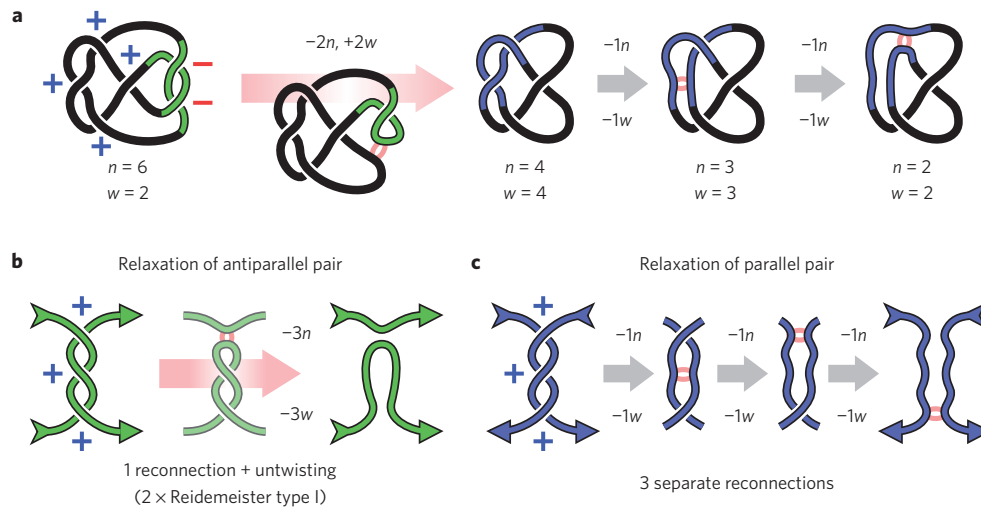 a
+ + + + − −
−2n, +2w
−1n
−1n
−1w
−1w
n = 6
w = 2
n = 4
w = 4
n = 3
w = 3
n = 2
w = 2
b
Relaxation of antiparallel pair
+
+
+
−3n
−3w
1 reconnection + untwisting
(2 × Reidemeister type I)
c
Relaxation of parallel pair
+
+
+
−1n
−1n
−1n
−1w
−1w
−1w
3 separate reconnections